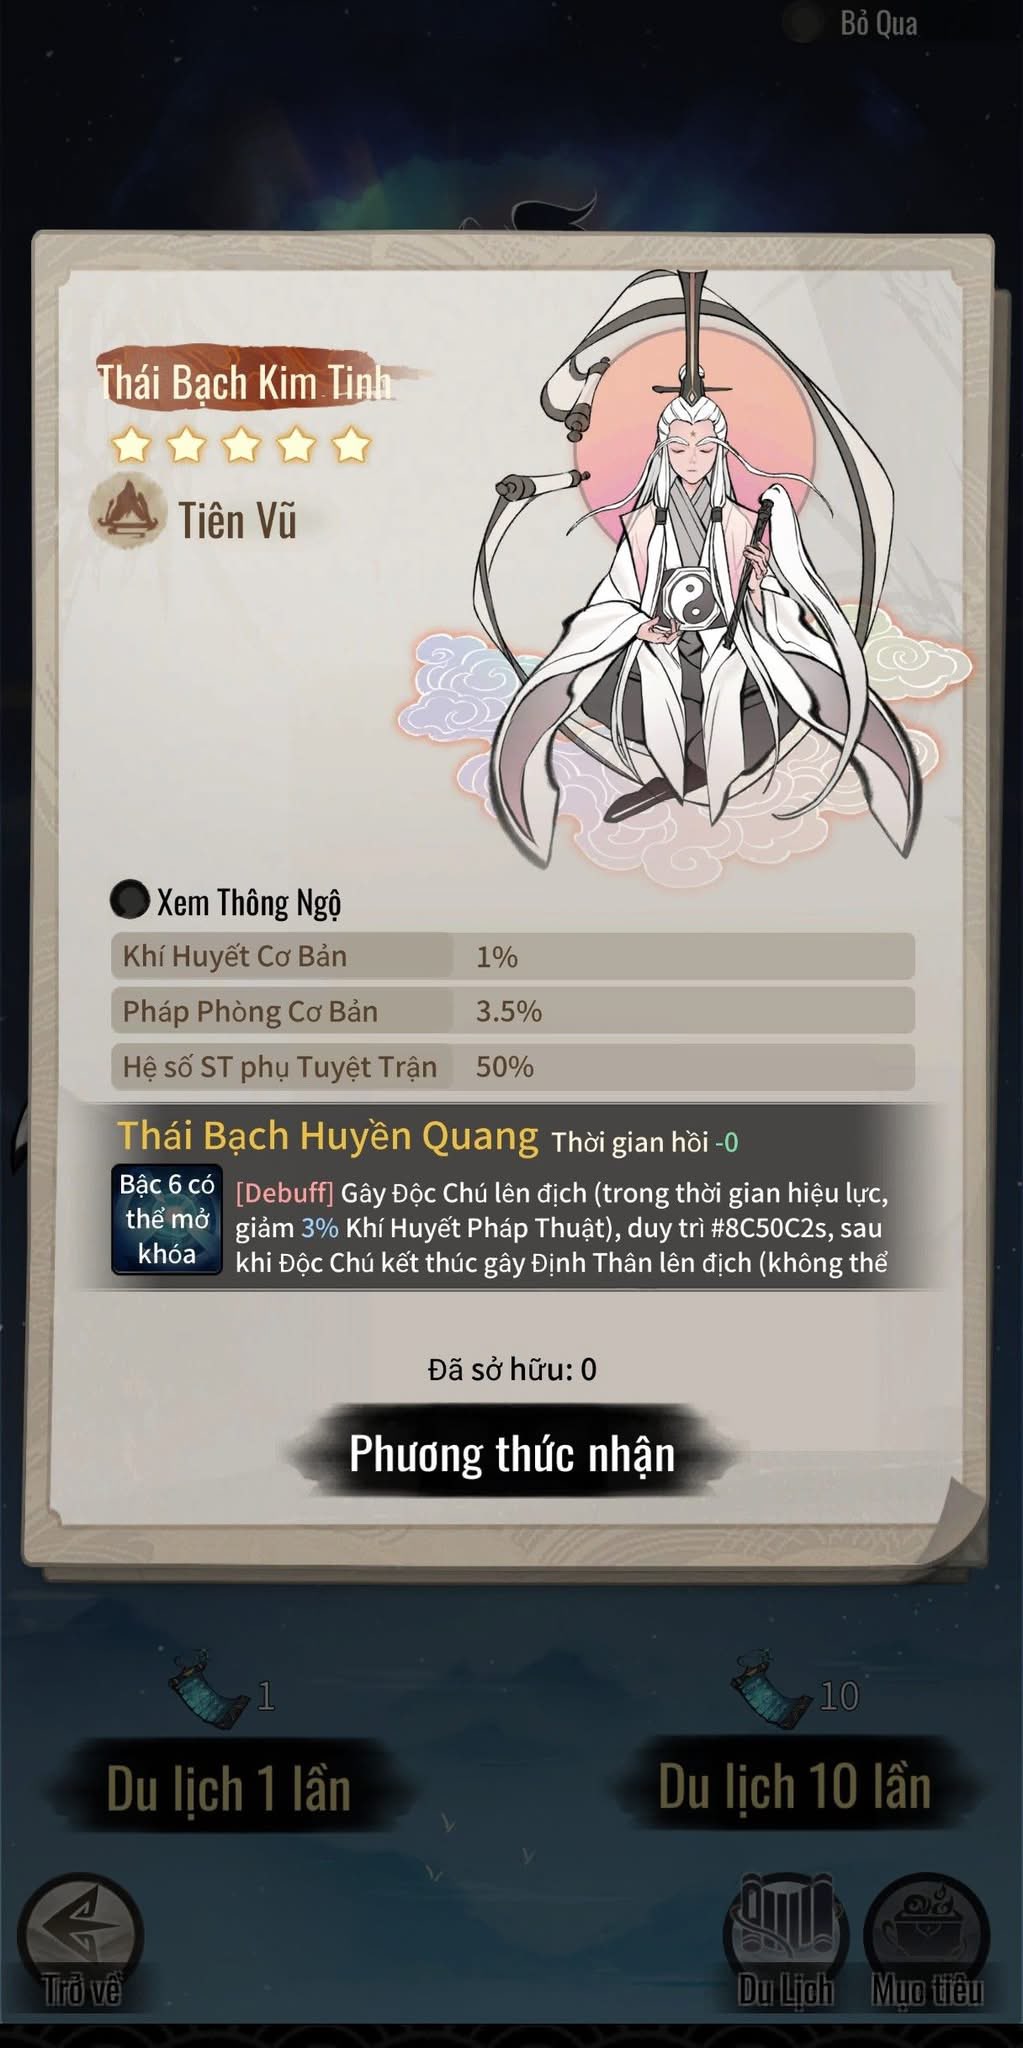 Bỏ Qua
Thái Bạch Kim Tinh
Tiên Vũ
Xem Thông Ngộ
Khí Huyết Cơ Bản 1%
Pháp Phòng Cơ Bản 3.5%
Hệ số ST phụ Tuyệt Trận 50%
Thái Bạch Huyền Quang Thời gian hồi -0
Bậc 6 có
thể mở
khóa
[Debuff] Gây Độc Chú lên địch (trong thời gian hiệu lực,
giảm 3% Khí Huyết Pháp Thuật), duy trì #8C50C2s, sau
khi Độc Chú kết thúc gây Định Thân lên địch (không thể
Đã sở hữu: 0
Phương thức nhận
1
10
Du lịch 1 lần
Du lịch 10 lần
Trở về
Du Lịch
Mục tiêu